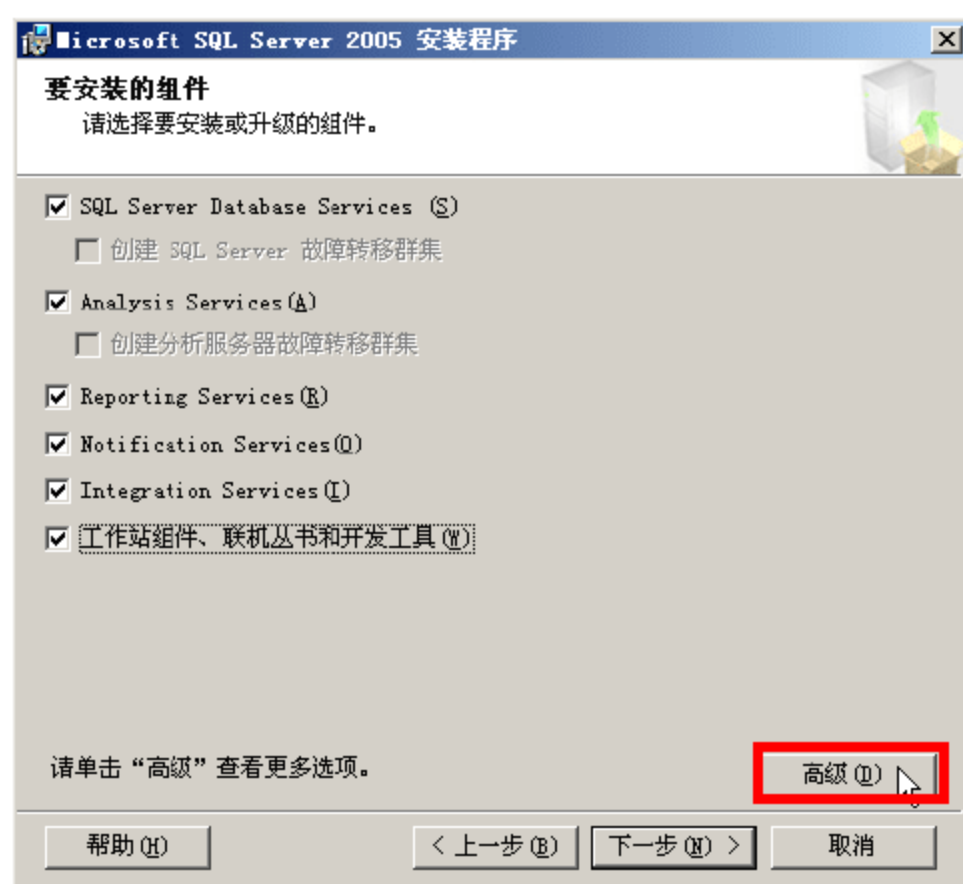 Microsoft SQL Server 2005 安装程序
要安装的组件
请选择要安装或升级的组件。
SQL Server Database Services (S)
创建 SQL Server 故障转移群集
Analysis Services(A)
创建分析服务器故障转移群集
Reporting Services(R)
Notification Services(O)
Integration Services(I)
工作站组件、联机丛书和开发工具(W)
请单击“高级”查看更多选项。
高级(D)
帮助(H)
< 上一步(B)
下一步(N) >
取消